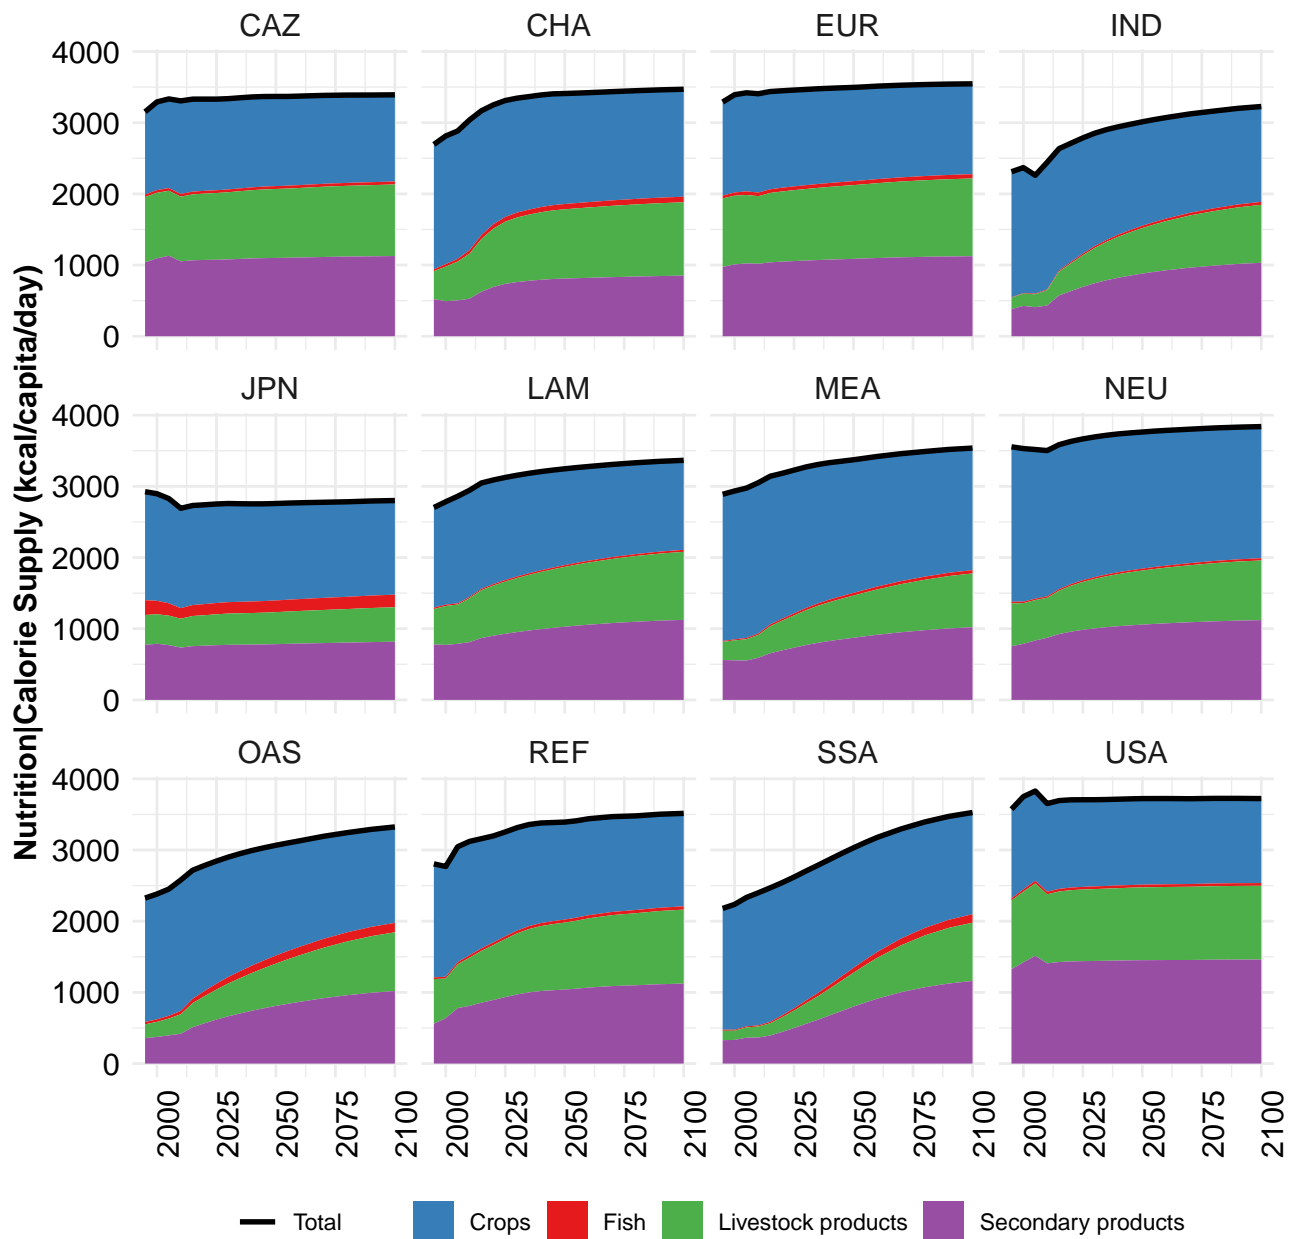 CAZ CHA EUR IND
4000
3000
2000
1000
0
JPN LAM MEA NEU
4000
3000
2000
1000
0
OAS REF SSA USA
4000
3000
2000
1000
0
2000 2025 2050 2075 2100 2000 2025 2050 2075 2100 2000 2025 2050 2075 2100 2000 2025 2050 2075 2100
Nutrition|Calorie Supply (kcal/capita/day)
Total Crops Fish Livestock products Secondary products